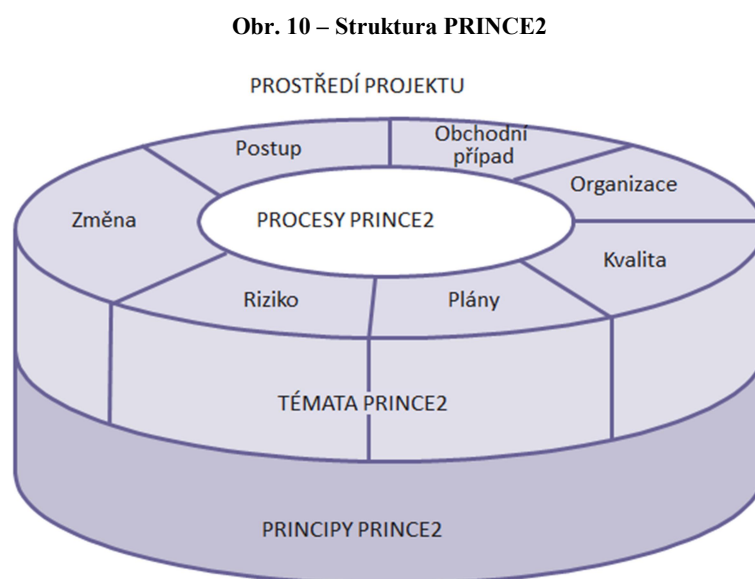 Obr. 10 – Struktura PRINCE2
PROSTŘEDÍ PROJEKTU
Postup
Obchodní
případ
Organizace
Změna
PROCESY PRINCE2
Kvalita
Riziko
Plány
TÉMATA PRINCE2
PRINCIPY PRINCE2